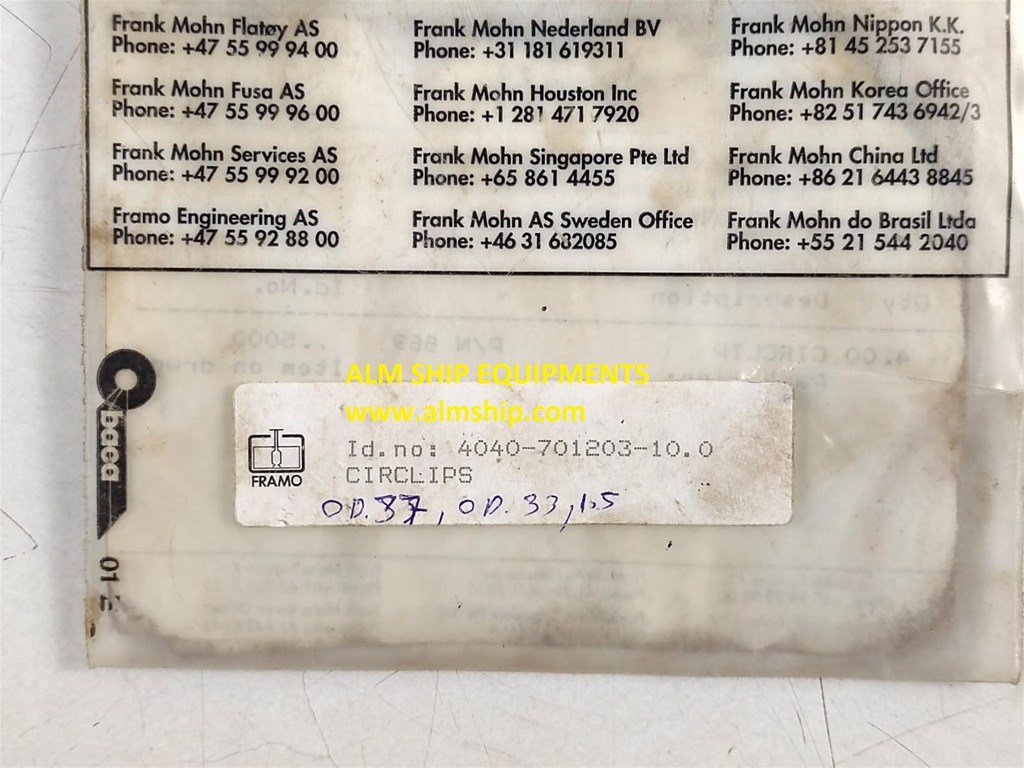 Frank Mohn Flatøy AS
Phone: +47 55 99 94 00
Frank Mohn Fusa AS
Phone: +47 55 99 96 00
Frank Mohn Services AS
Phone: +47 55 99 92 00
Framo Engineering AS
Phone: +47 55 92 88 00
Frank Mohn Nederland BV
Phone: +31 181 619311
Frank Mohn Houston Inc
Phone: +1 281 471 7920
Frank Mohn Singapore Pte Ltd
Phone: +65 861 4455
Frank Mohn AS Sweden Office
Phone: +46 31 682085
Frank Mohn Nippon K.K.
Phone: +81 45 253 7155
Frank Mohn Korea Office
Phone: +82 51 743 6942/3
Frank Mohn China Ltd
Phone: +86 21 6443 8845
Frank Mohn do Brasil Ltda
Phone: +55 21 544 2040
Qty Description Id.No.
4.00 CIRCLIP P/N 869 ..5000
Item on
ALM SHIP EQUIPMENTS
www.almship.com
FRAMO
Id.no: 4040-701203-10.0
CIRCLIPS
OD.37, OD.33, 1.5
baca
01